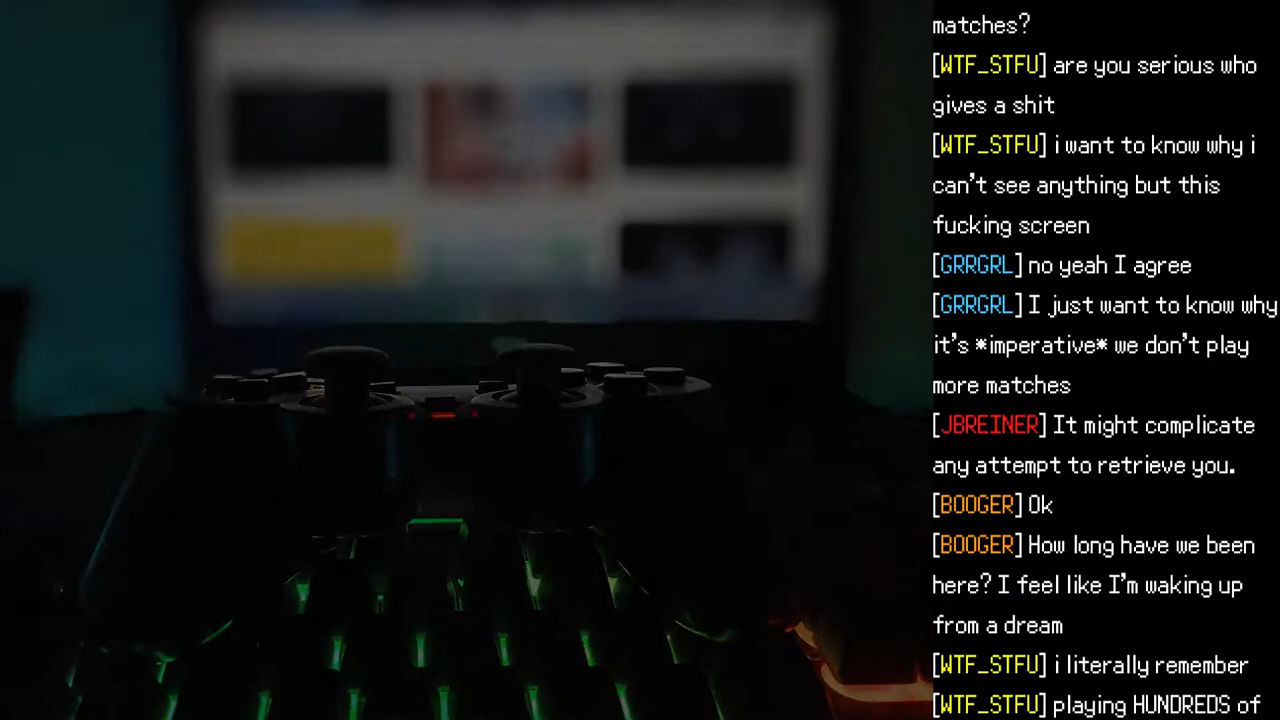 matches?
[WTF_STFU] are you serious who
gives a shit
[WTF_STFU] i want to know why i
can't see anything but this
fucking screen
[GRRGRL] no yeah I agree
[GRRGRL] I just want to know why
it's *imperative* we don't play
more matches
[JBREINER] It might complicate
any attempt to retrieve you.
[BOOGER] Ok
[BOOGER] How long have we been
here? I feel like I'm waking up
from a dream
[WTF_STFU] i literally remember
[WTF_STFU] playing HUNDREDS of